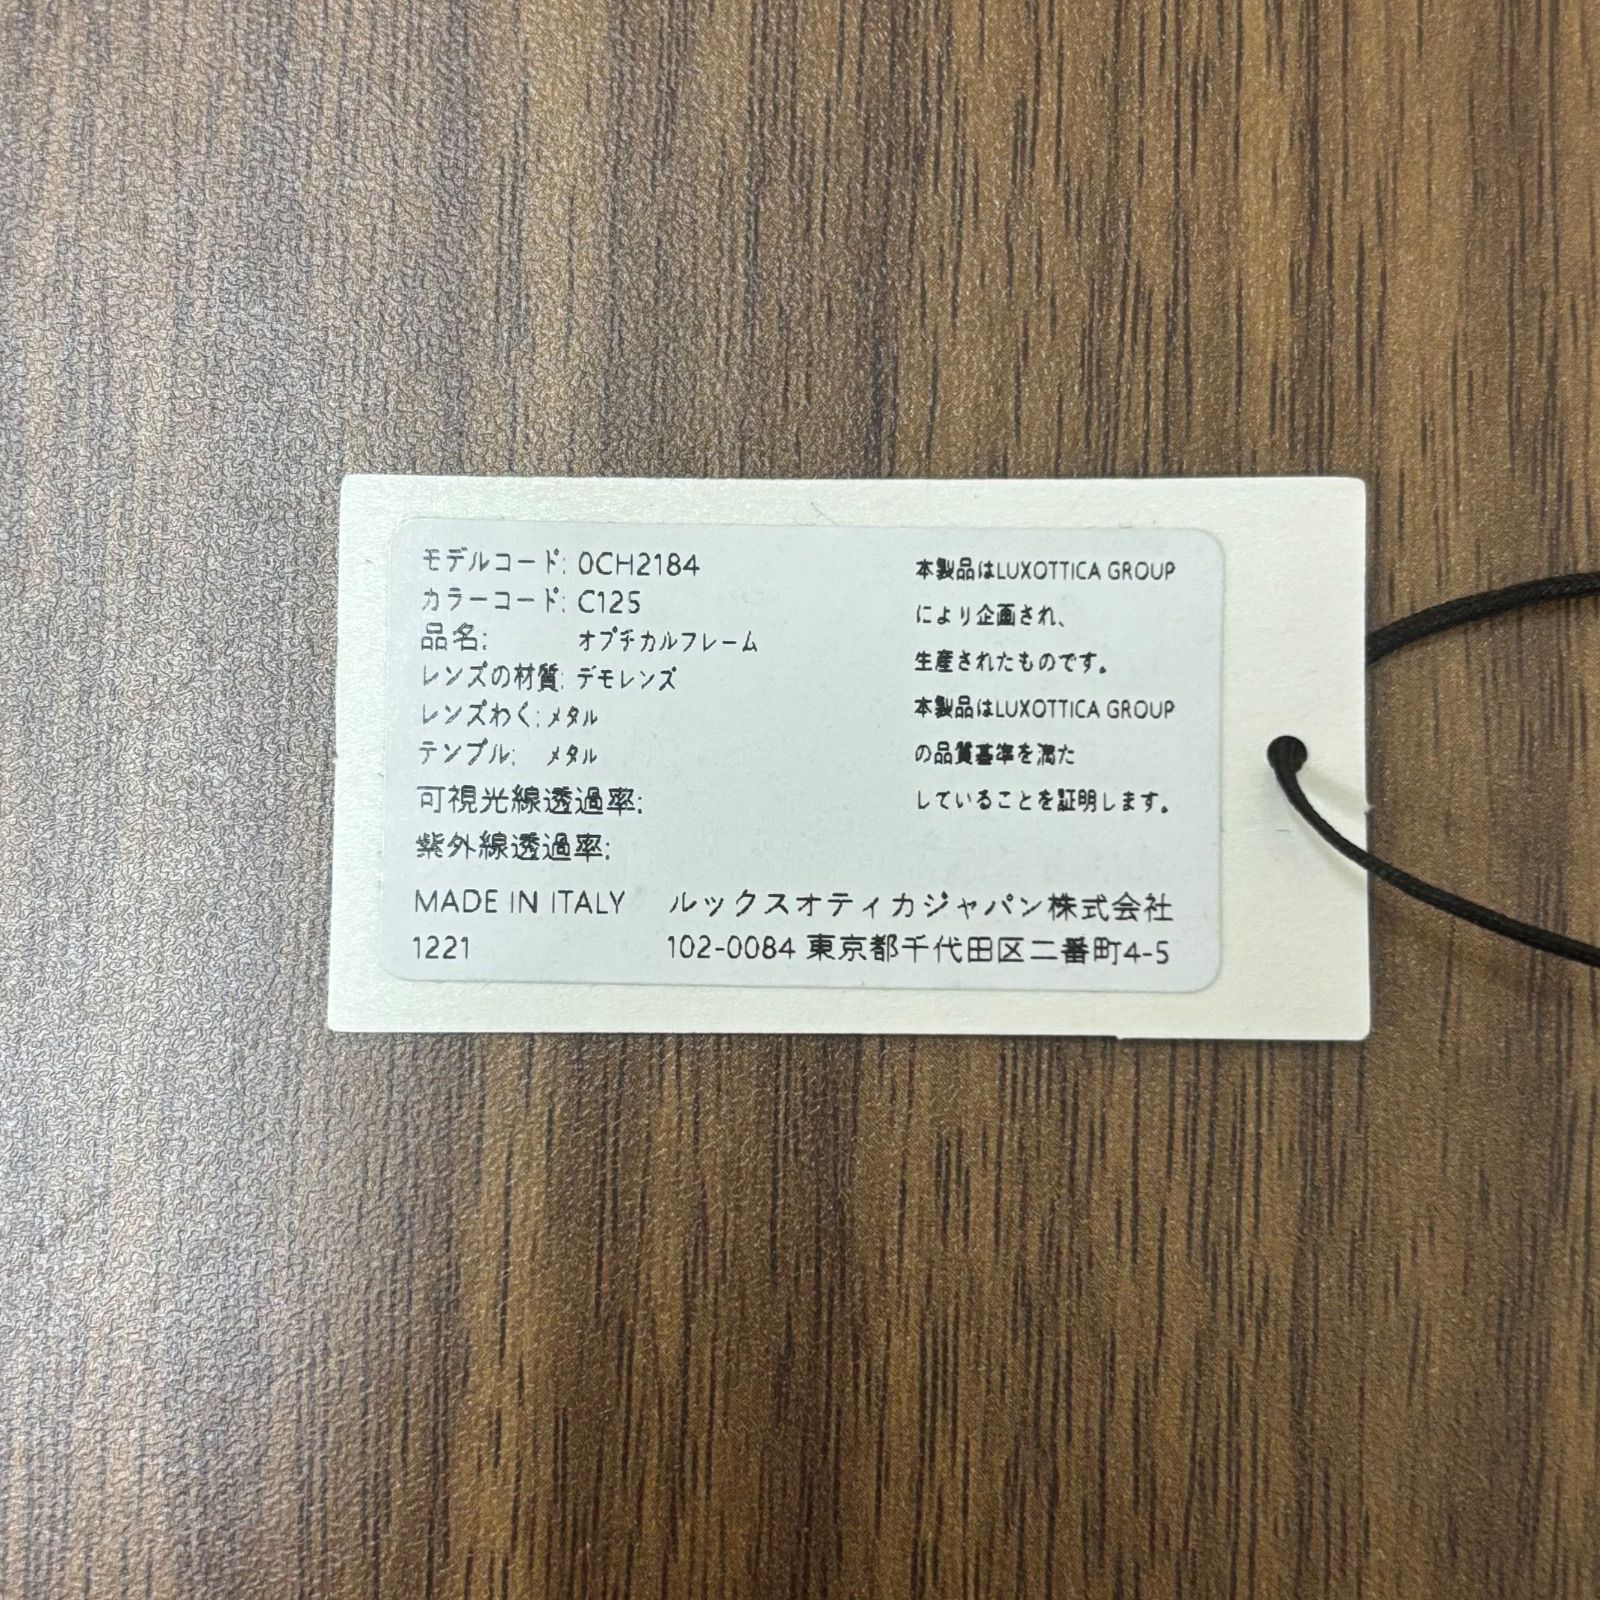 モデルコード: 0CH2184
カラーコード: C125
品名: オプチカルフレーム
レンズの材質: デモレンズ
レンズわく: メタル
テンプル: メタル
可視光線透過率:
紫外線透過率:
本製品はLUXOTTICA GROUP
により企画され、
生産されたものです。
本製品はLUXOTTICA GROUP
の品質基準を満た
していることを証明します。
MADE IN ITALY ルックスオティカジャパン株式会社
1221 102-0084 東京都千代田区二番町4-5